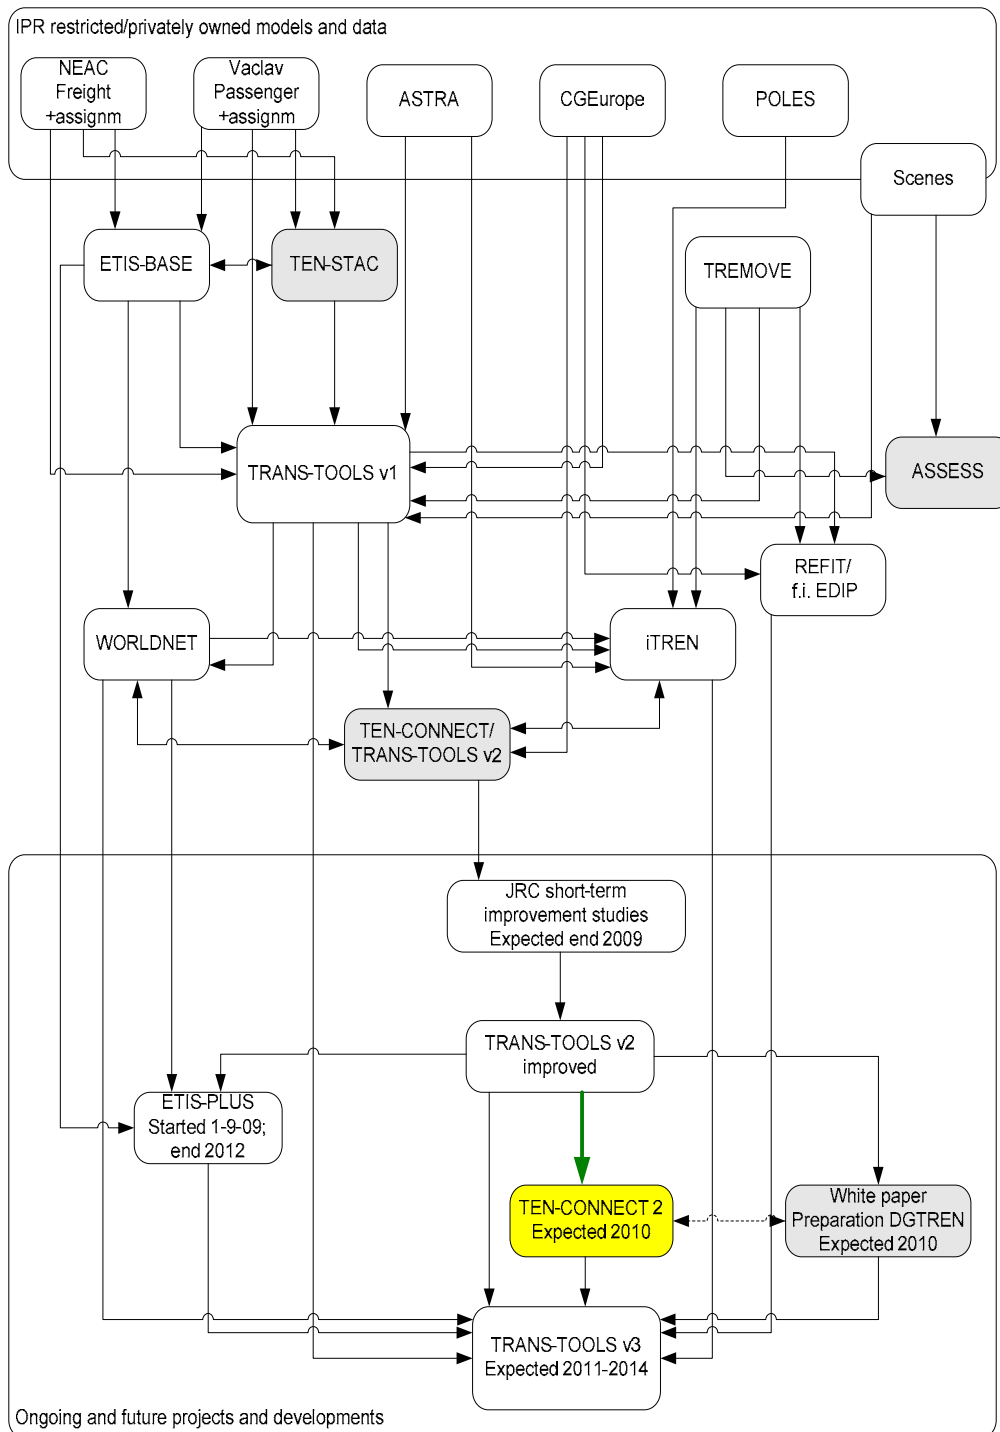 IPR restricted/privately owned models and data
NEAC
Freight
+assignm
Vaclav
Passenger
+assignm
ASTRA
CGEurope
POLES
Scenes
ETIS-BASE
TEN-STAC
TREMOVE
TRANS-TOOLS v1
ASSESS
REFIT/
f.i. EDIP
WORLDNET
iTREN
TEN-CONNECT/
TRANS-TOOLS v2
JRC short-term
improvement studies
Expected end 2009
TRANS-TOOLS v2
improved
ETIS-PLUS
Started 1-9-09;
end 2012
TEN-CONNECT 2
Expected 2010
White paper
Preparation DGTREN
Expected 2010
TRANS-TOOLS v3
Expected 2011-2014
Ongoing and future projects and developments